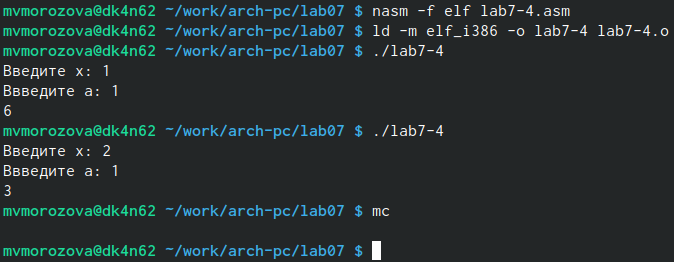 mvmorozova@dk4n62 ~/work/arch-pc/lab07 $ nasm -f elf lab7-4.asm
mvmorozova@dk4n62 ~/work/arch-pc/lab07 $ ld -m elf_i386 -o lab7-4 lab7-4.o
mvmorozova@dk4n62 ~/work/arch-pc/lab07 $ ./lab7-4
Введите x: 1
Ввведите a: 1
6
mvmorozova@dk4n62 ~/work/arch-pc/lab07 $ ./lab7-4
Введите x: 2
Ввведите a: 1
3
mvmorozova@dk4n62 ~/work/arch-pc/lab07 $ mc
mvmorozova@dk4n62 ~/work/arch-pc/lab07 $